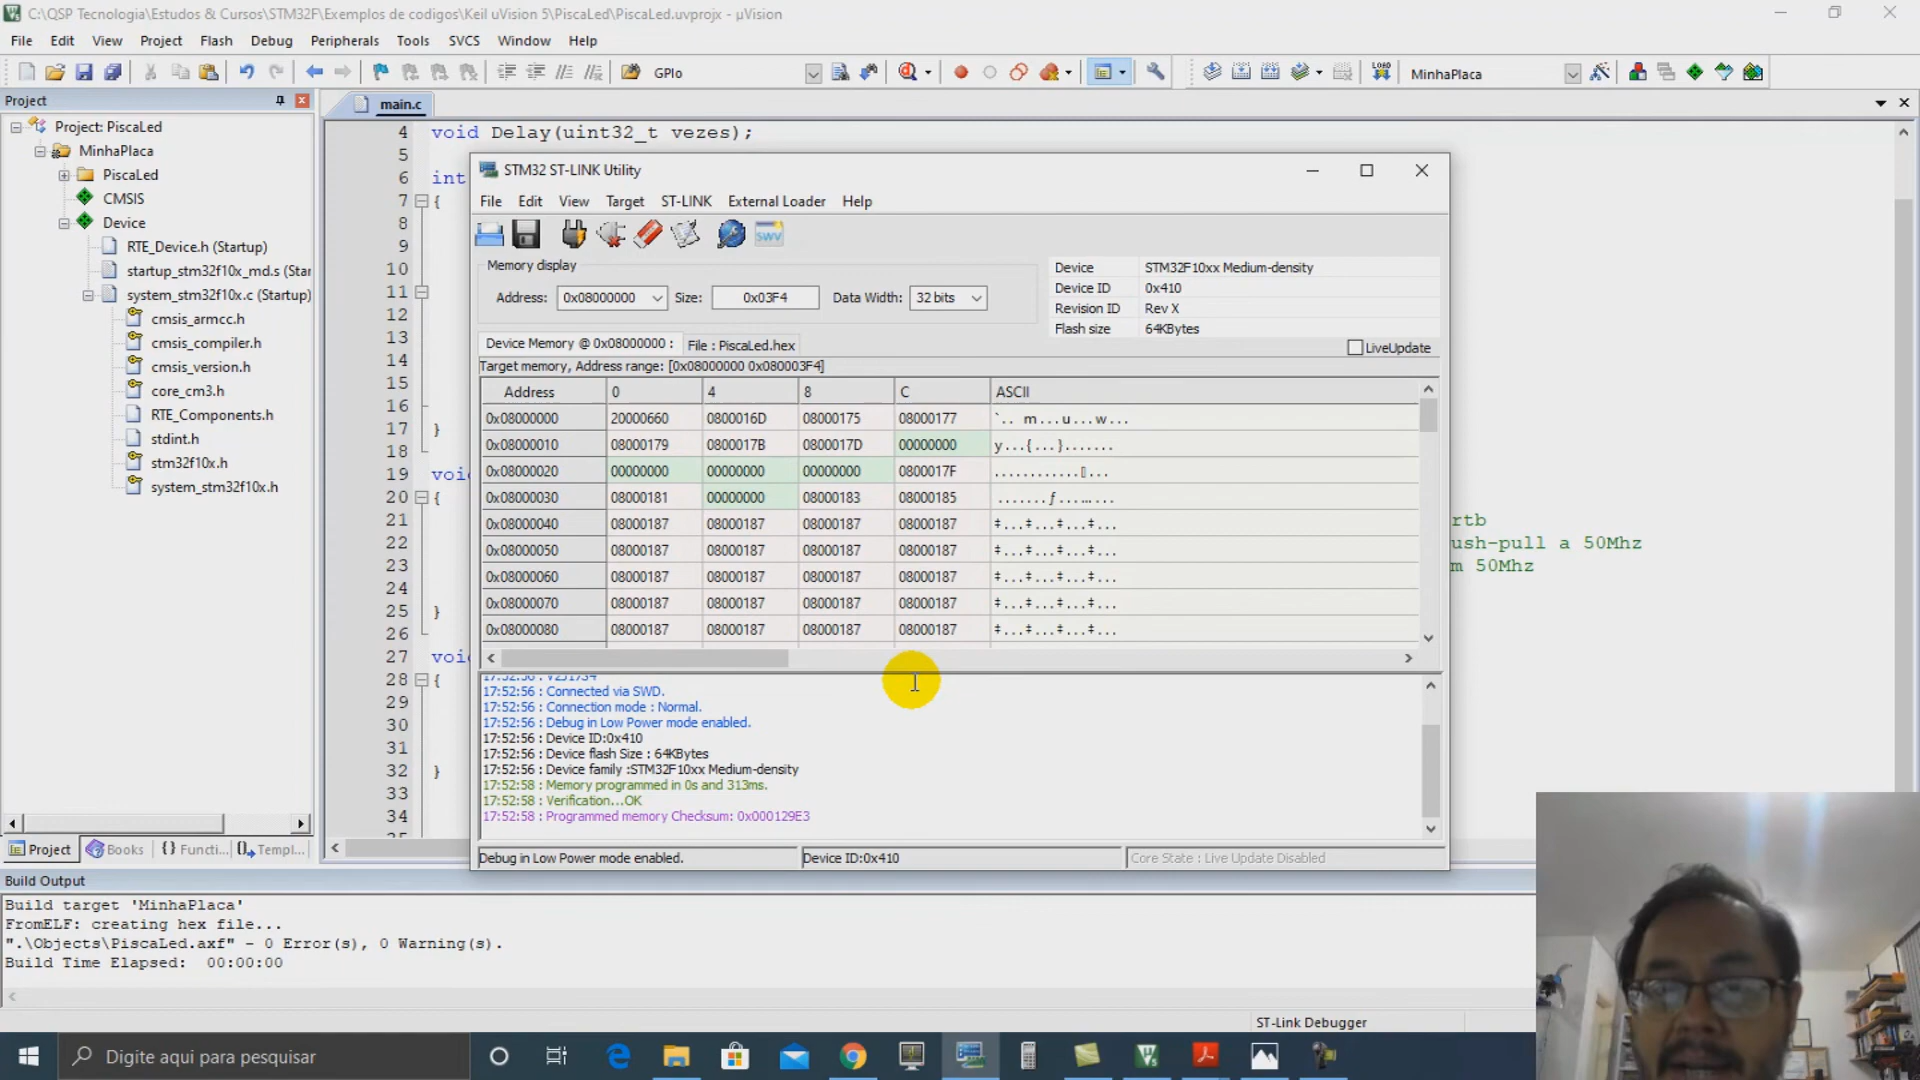 C:\QSP Tecnologia\Estudos & Cursos\STM32F\Exemplos de codigos\Keil uVision 5\PiscaLed\PiscaLed.uvprojx - µVision
File Edit View Project Flash Debug Peripherals Tools SVCS Window Help
GPIo
LOAD
MinhaPlaca
Project
Project: PiscaLed
MinhaPlaca
PiscaLed
CMSIS
Device
RTE_Device.h (Startup)
startup_stm32f10x_md.s (Star
system_stm32f10x.c (Startup)
cmsis_armcc.h
cmsis_compiler.h
cmsis_version.h
core_cm3.h
RTE_Components.h
stdint.h
stm32f10x.h
system_stm32f10x.h
Project Books {} Functi... Templ...
main.c
4 void Delay(uint32_t vezes);
5
6 int
7 {
8
9
10
11
12
13
14
15
16
17 }
18
19 voi
20 {
21
22
23
24
25 }
26
27 voi
28 {
29
30
31
32 }
33
34
rtb
ush-pull a 50Mhz
m 50Mhz
STM32 ST-LINK Utility
File Edit View Target ST-LINK External Loader Help
SWV
Memory display
Address: 0x08000000 Size: 0x03F4 Data Width: 32 bits
Device STM32F10xx Medium-density
Device ID 0x410
Revision ID Rev X
Flash size 64KBytes
LiveUpdate
Device Memory @ 0x08000000 : File : PiscaLed.hex
Target memory, Address range: [0x08000000 0x080003F4]
Address 0 4 8 C ASCII
0x08000000 20000660 0800016D 08000175 08000177 `.. m...u...w...
0x08000010 08000179 0800017B 0800017D 00000000 y...{...}.......
0x08000020 00000000 00000000 00000000 0800017F ............▯...
0x08000030 08000181 00000000 08000183 08000185 .......ƒ...…...
0x08000040 08000187 08000187 08000187 08000187 ‡...‡...‡...‡...
0x08000050 08000187 08000187 08000187 08000187 ‡...‡...‡...‡...
0x08000060 08000187 08000187 08000187 08000187 ‡...‡...‡...‡...
0x08000070 08000187 08000187 08000187 08000187 ‡...‡...‡...‡...
0x08000080 08000187 08000187 08000187 08000187 ‡...‡...‡...‡...
17:52:56 : V2J17S4
17:52:56 : Connected via SWD.
17:52:56 : Connection mode : Normal.
17:52:56 : Debug in Low Power mode enabled.
17:52:56 : Device ID:0x410
17:52:56 : Device flash Size : 64KBytes
17:52:56 : Device family :STM32F10xx Medium-density
17:52:58 : Memory programmed in 0s and 313ms.
17:52:58 : Verification...OK
17:52:58 : Programmed memory Checksum: 0x000129E3
Debug in Low Power mode enabled. Device ID:0x410 Core State : Live Update Disabled
Build Output
Build target 'MinhaPlaca'
FromELF: creating hex file...
".\Objects\PiscaLed.axf" - 0 Error(s), 0 Warning(s).
Build Time Elapsed: 00:00:00
ST-Link Debugger
Digite aqui para pesquisar